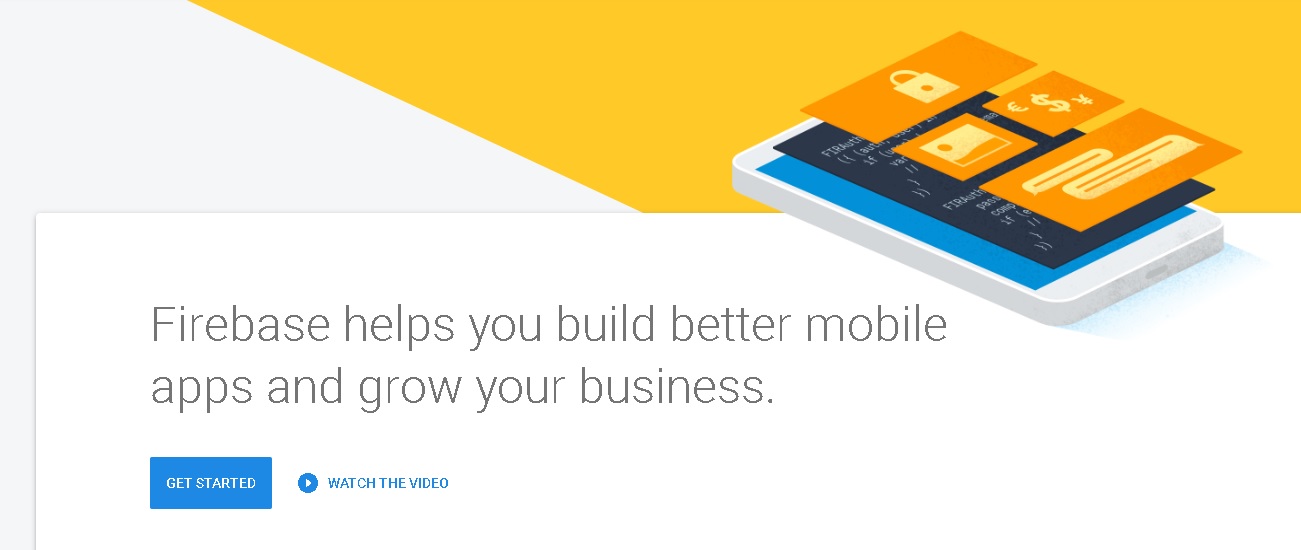 Firebase helps you build better mobile
apps and grow your business.
GET STARTED
WATCH THE VIDEO